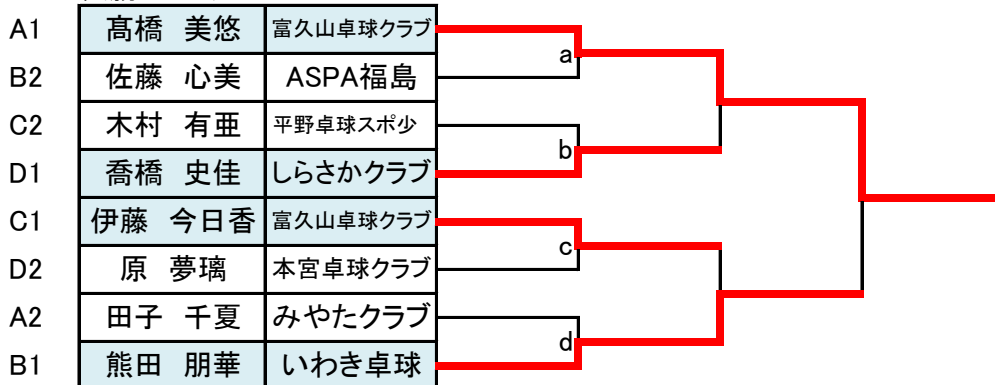 A1 髙橋 美悠 富久山卓球クラブ
a
B2 佐藤 心美 ASPA福島
C2 木村 有亜 平野卓球スポ少
b
D1 喬橋 史佳 しらさかクラブ
C1 伊藤 今日香 富久山卓球クラブ
c
D2 原 夢璃 本宮卓球クラブ
A2 田子 千夏 みやたクラブ
d
B1 熊田 朋華 いわき卓球